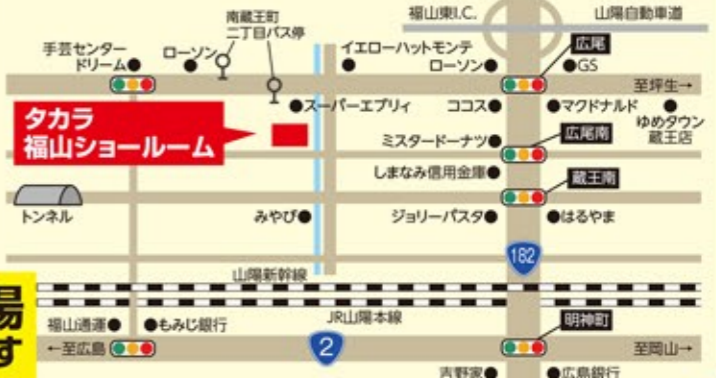 福山東I.C.
山陽自動車道
南蔵王町
二丁目バス停
手芸センター
ドリーム
ローソン
イエローハットモンテ
ローソン
広尾
GS
至坪生→
スーパーエブリィ
ココス
マクドナルド
ゆめタウン
蔵王店
タカラ
福山ショールーム
ミスタードーナツ
広尾南
しまなみ信用金庫
蔵王南
トンネル
みやび
ジョリーパスタ
はるやま
182
山陽新幹線
場
す
JR山陽本線
福山通運
もみじ銀行
明神町
←至広島
2
至岡山→
吉野家
広島銀行